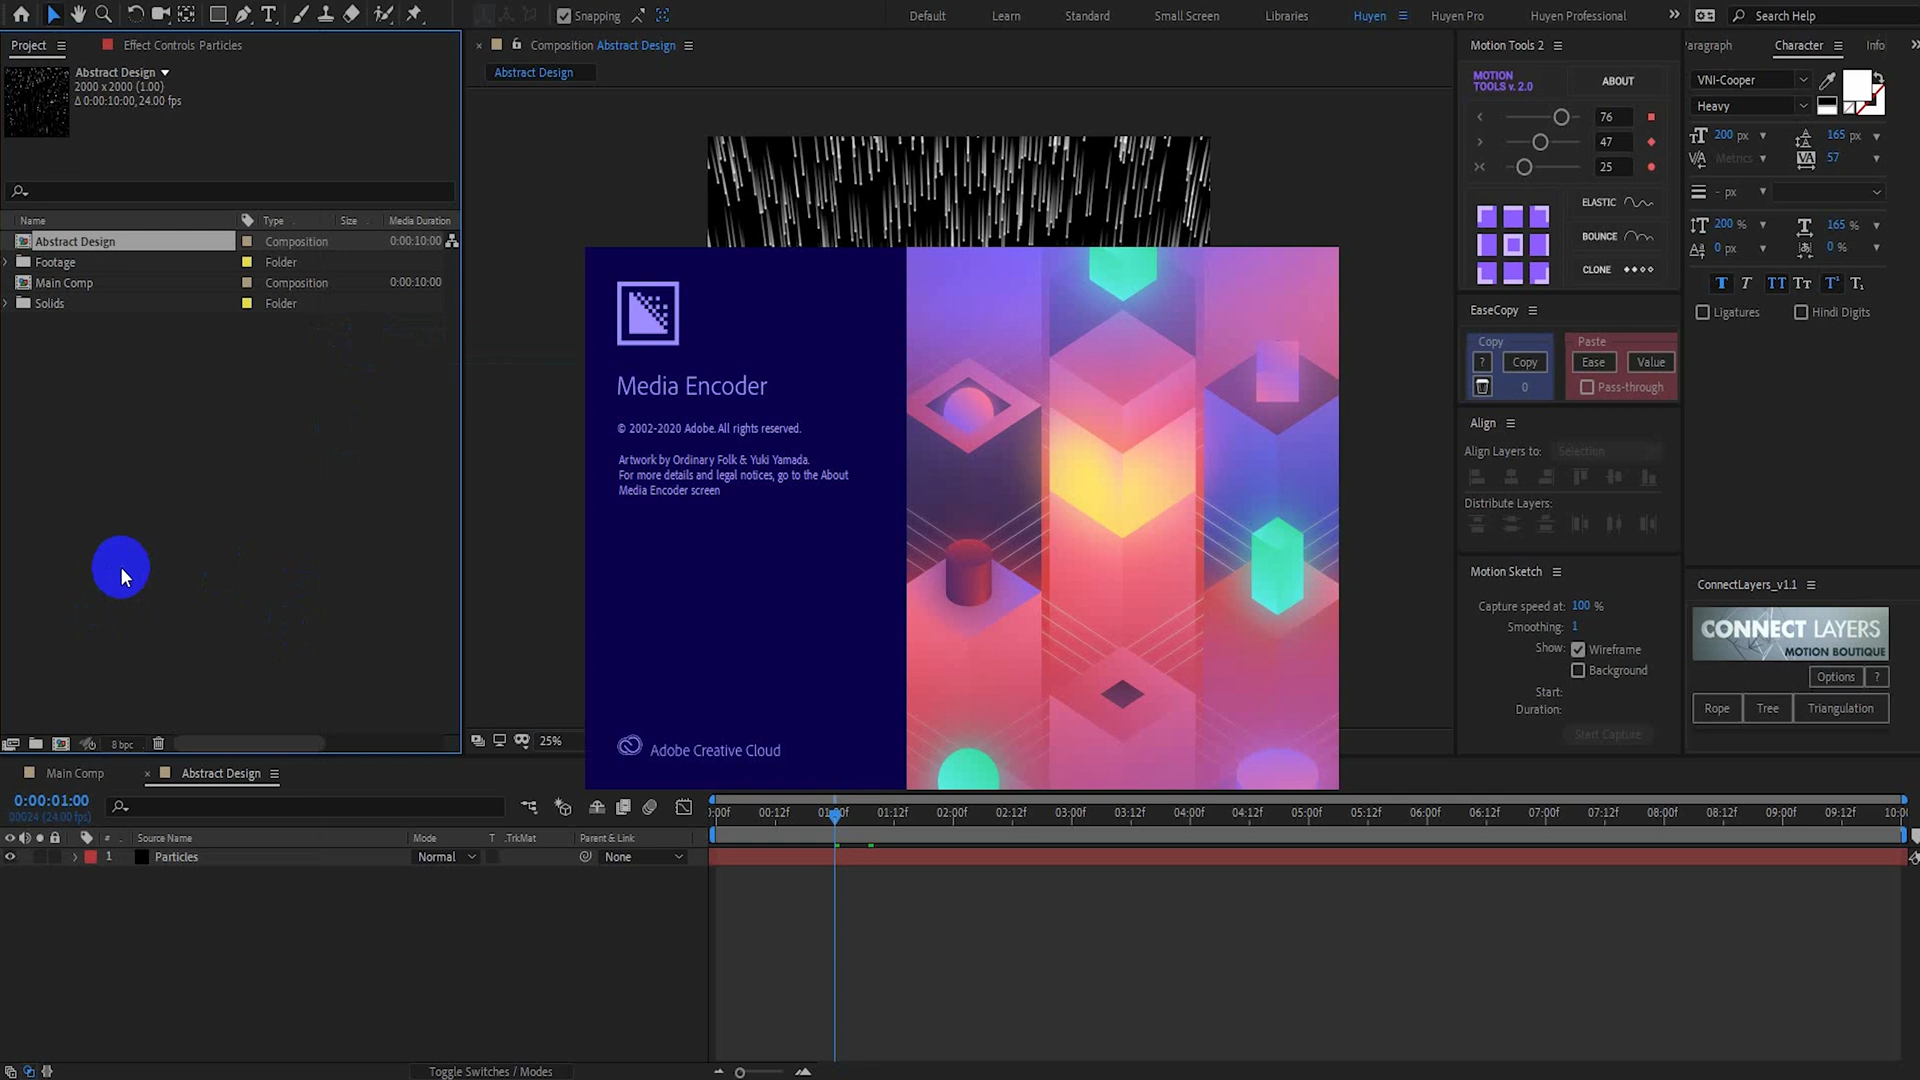 Snapping
Default
Learn
Standard
Small Screen
Libraries
Huyen
Huyen Pro
Huyen Professional
Search Help
Project
Effect Controls Particles
Composition Abstract Design
Motion Tools 2
aragraph
Character
Info
Abstract Design
2000 x 2000 (1.00)
Δ 0:00:10:00, 24.00 fps
Abstract Design
MOTION
TOOLS v. 2.0
ABOUT
VNI-Cooper
Heavy
76
47
25
200 px
165 px
Metrics
57
- px
ELASTIC
BOUNCE
CLONE
200 %
165 %
0 px
0 %
Ligatures
Hindi Digits
Name
Type
Size
Media Duration
Abstract Design
Composition
0:00:10:00
Footage
Folder
Main Comp
Composition
0:00:10:00
Solids
Folder
EaseCopy
Copy
Paste
?
Copy
Ease
Value
0
Pass-through
Align
Align Layers to:
Selection
Distribute Layers:
Media Encoder
© 2002-2020 Adobe. All rights reserved.
Artwork by Ordinary Folk & Yuki Yamada.
For more details and legal notices, go to the About
Media Encoder screen
Adobe Creative Cloud
Motion Sketch
Capture speed at: 100 %
Smoothing: 1
Show:
Wireframe
Background
Start:
Duration:
Start Capture
ConnectLayers_v1.1
CONNECT LAYERS
MOTION BOUTIQUE
Options
?
Rope
Tree
Triangulation
8 bpc
25%
Main Comp
Abstract Design
0:00:01:00
00024 (24.00 fps)
:00f
00:12f
01:00f
01:12f
02:00f
02:12f
03:00f
03:12f
04:00f
04:12f
05:00f
05:12f
06:00f
06:12f
07:00f
07:12f
08:00f
08:12f
09:00f
09:12f
10:00
#
Source Name
Mode
T .TrkMat
Parent & Link
1
Particles
Normal
None
Toggle Switches / Modes